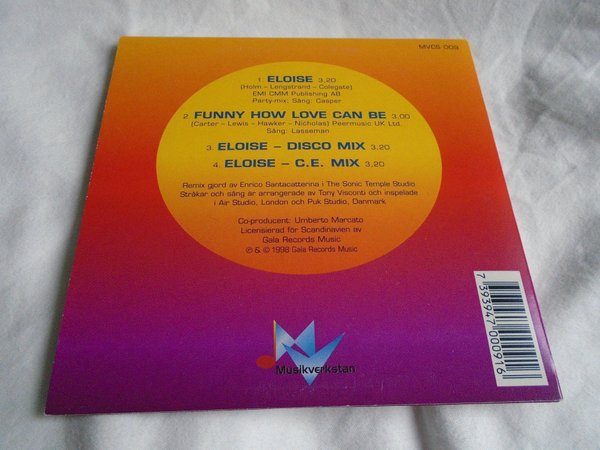 MVCS 009
1. ELOISE 3.20
(Holm - Lengstrand - Colegate)
EMI CMM Publishing AB
Party-mix; Sång: Casper
2. FUNNY HOW LOVE CAN BE 3.00
(Carter - Lewis - Hawker - Nicholas) Peermusic UK Ltd.
Sång: Lasseman
3. ELOISE - DISCO MIX 3.20
4. ELOISE - C.E. MIX 3.20
Remix gjord av Enrico Santacatterina i The Sonic Temple Studio
Stråkar och sång är arrangerade av Tony Visconti och inspelade
i Air Studio, London och Puk Studio, Danmark
Co-producent: Umberto Marcato
Licensierad för Scandinavien av
Gala Records Music
℗ & © 1998 Gala Records Music
7 393947 000916
Musikverkstan